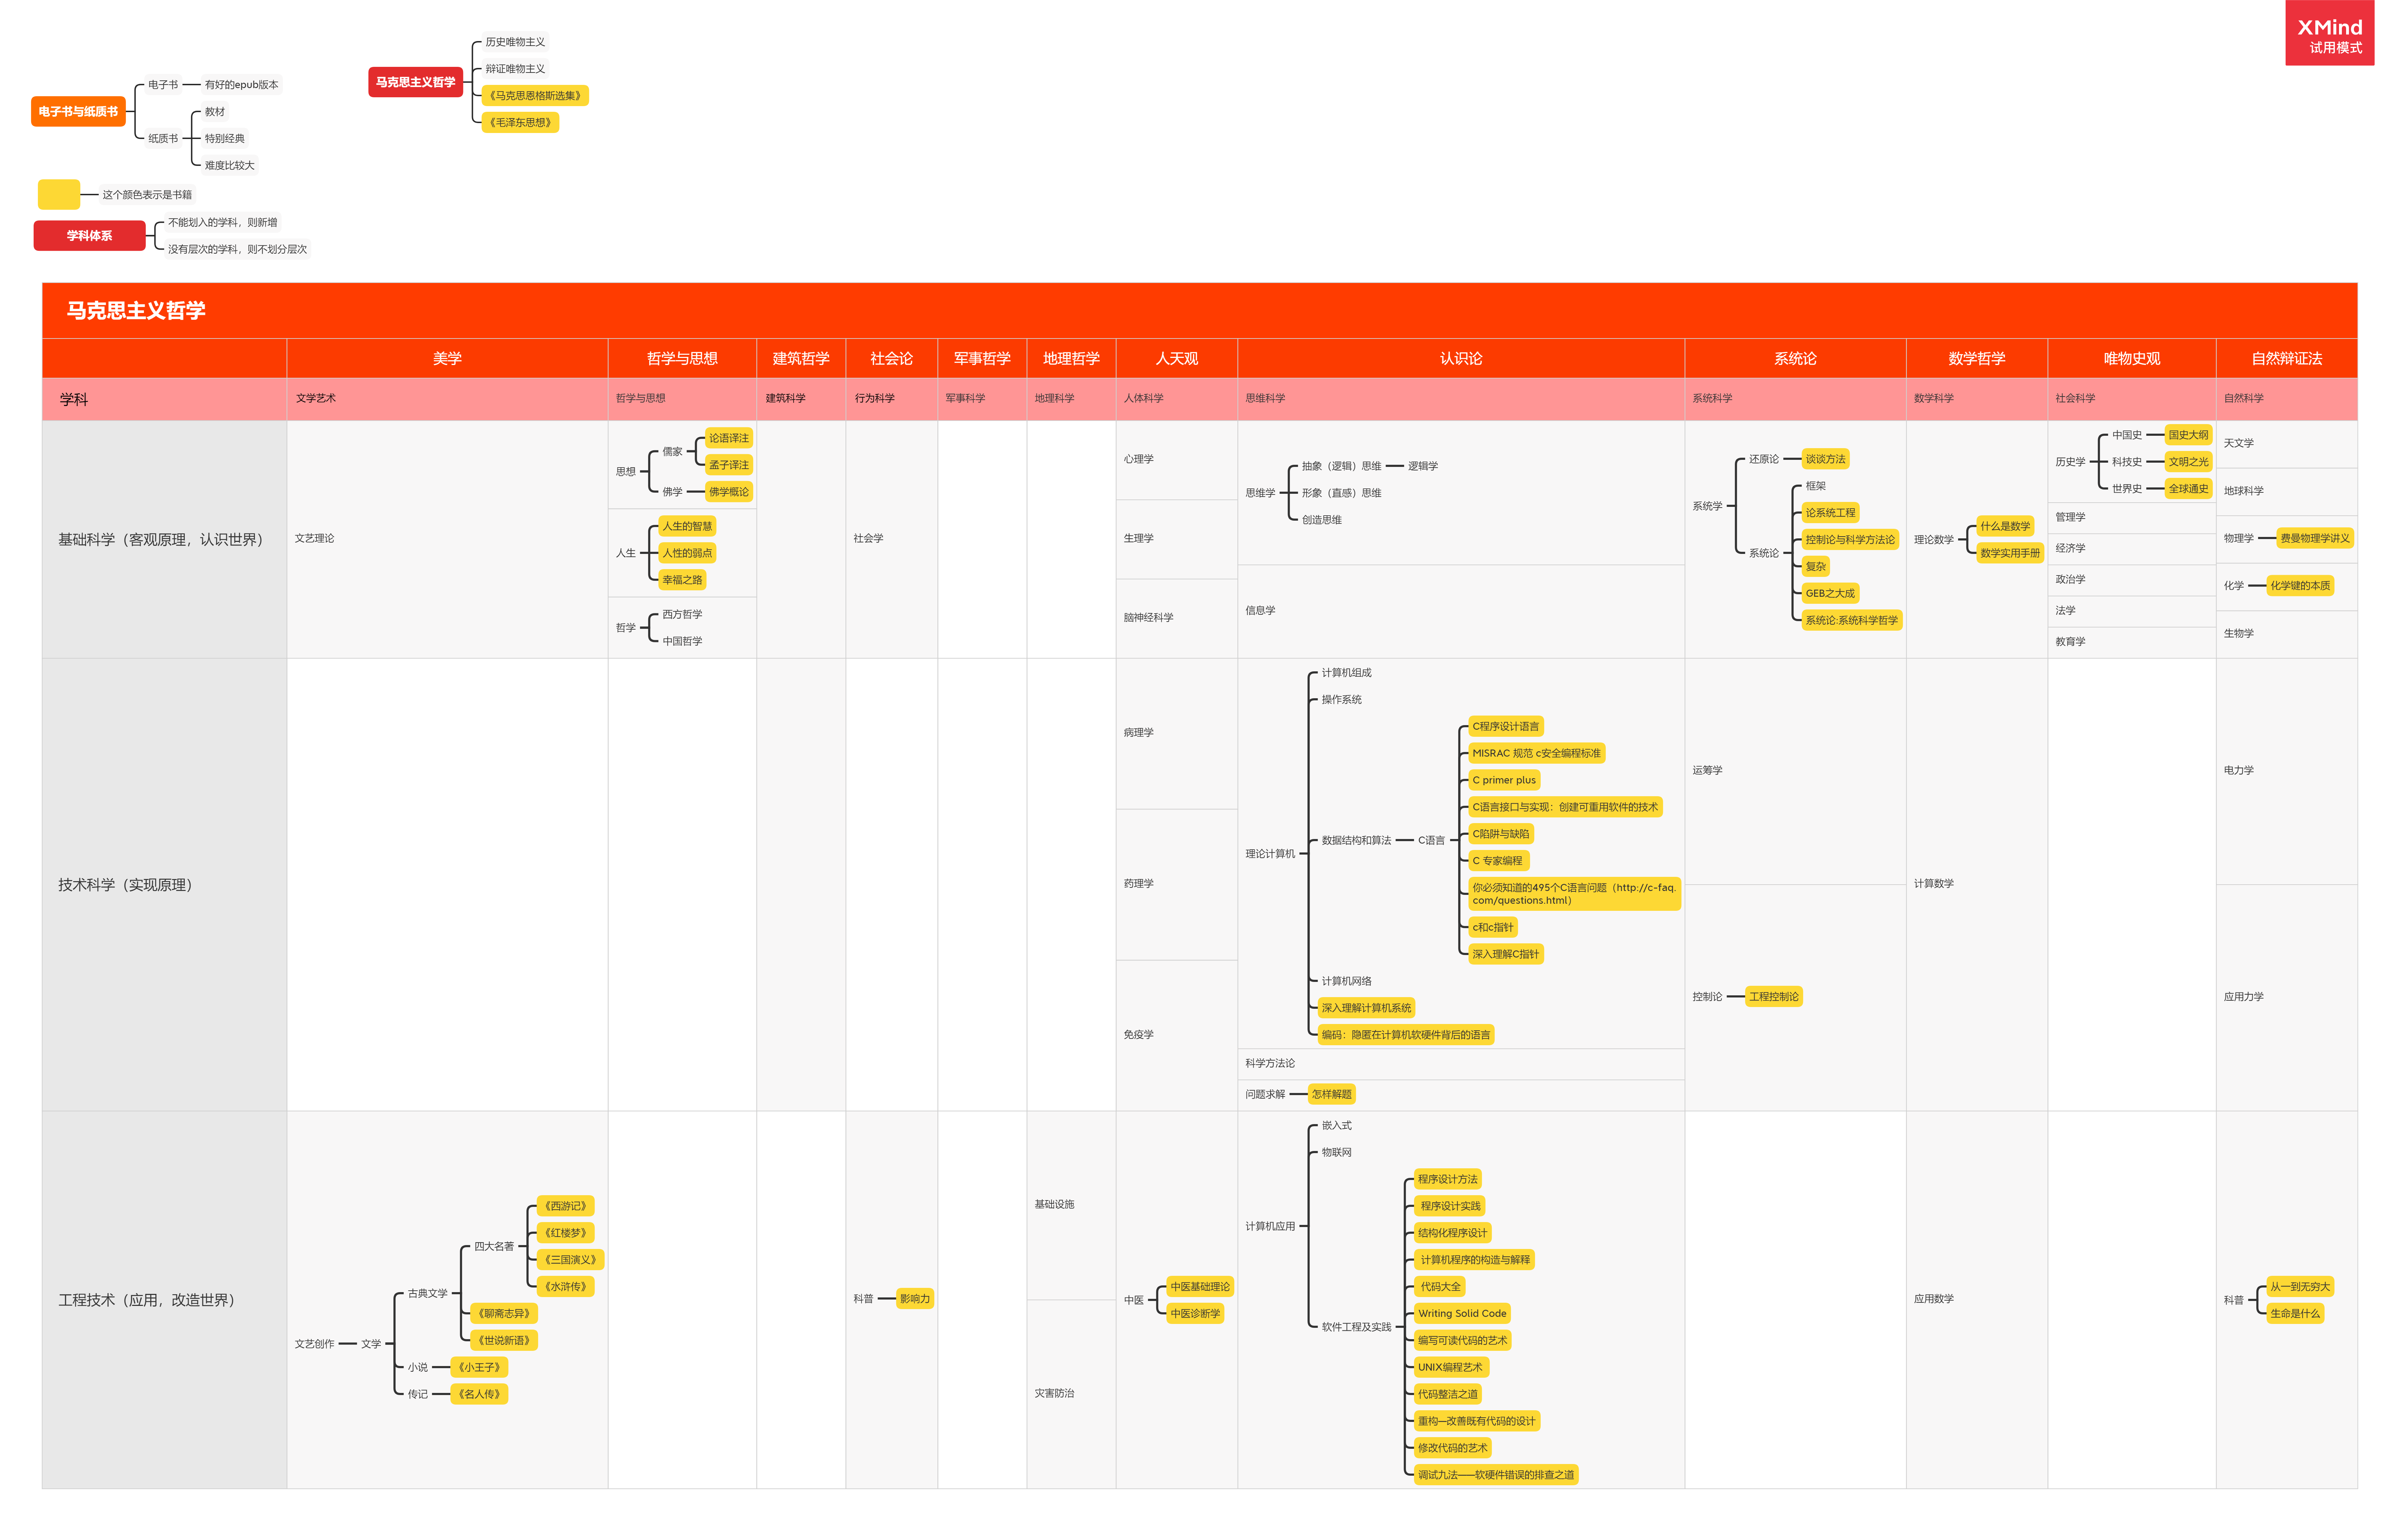 XMind
试用模式
电子书与纸质书
电子书
有好的epub版本
纸质书
教材
特别经典
难度比较大
这个颜色表示是书籍
学科体系
不能划入的学科，则新增
没有层次的学科，则不划分层次
马克思主义哲学
历史唯物主义
辩证唯物主义
《马克思恩格斯选集》
《毛泽东思想》
马克思主义哲学
美学
哲学与思想
建筑哲学
社会论
军事哲学
地理哲学
人天观
认识论
系统论
数学哲学
唯物史观
自然辩证法
学科
文学艺术
哲学与思想
建筑科学
行为科学
军事科学
地理科学
人体科学
思维科学
系统科学
数学科学
社会科学
自然科学
基础科学（客观原理，认识世界）
文艺理论
思想
儒家
论语译注
孟子译注
佛学
佛学概论
人生
人生的智慧
人性的弱点
幸福之路
哲学
西方哲学
中国哲学
社会学
心理学
生理学
脑神经科学
思维学
抽象（逻辑）思维
逻辑学
形象（直感）思维
创造思维
信息学
系统学
还原论
谈谈方法
系统论
框架
论系统工程
控制论与科学方法论
复杂
GEB之大成
系统论:系统科学哲学
理论数学
什么是数学
数学实用手册
历史学
中国史
国史大纲
科技史
文明之光
世界史
全球通史
管理学
经济学
政治学
法学
教育学
天文学
地球科学
物理学
费曼物理学讲义
化学
化学键的本质
生物学
技术科学（实现原理）
病理学
药理学
免疫学
理论计算机
计算机组成
操作系统
数据结构和算法
C语言
C程序设计语言
MISRAC 规范 c安全编程标准
C primer plus
C语言接口与实现：创建可重用软件的技术
C陷阱与缺陷
C 专家编程
你必须知道的495个C语言问题（http://c-faq.
com/questions.html）
c和c指针
深入理解C指针
计算机网络
深入理解计算机系统
编码：隐匿在计算机软硬件背后的语言
科学方法论
问题求解
怎样解题
运筹学
控制论
工程控制论
计算数学
电力学
应用力学
工程技术（应用，改造世界）
文艺创作
文学
古典文学
四大名著
《西游记》
《红楼梦》
《三国演义》
《水浒传》
《聊斋志异》
《世说新语》
小说
《小王子》
传记
《名人传》
科普
影响力
基础设施
灾害防治
中医
中医基础理论
中医诊断学
计算机应用
嵌入式
物联网
软件工程及实践
程序设计方法
程序设计实践
结构化程序设计
计算机程序的构造与解释
代码大全
Writing Solid Code
编写可读代码的艺术
UNIX编程艺术
代码整洁之道
重构—改善既有代码的设计
修改代码的艺术
调试九法——软硬件错误的排查之道
应用数学
科普
从一到无穷大
生命是什么